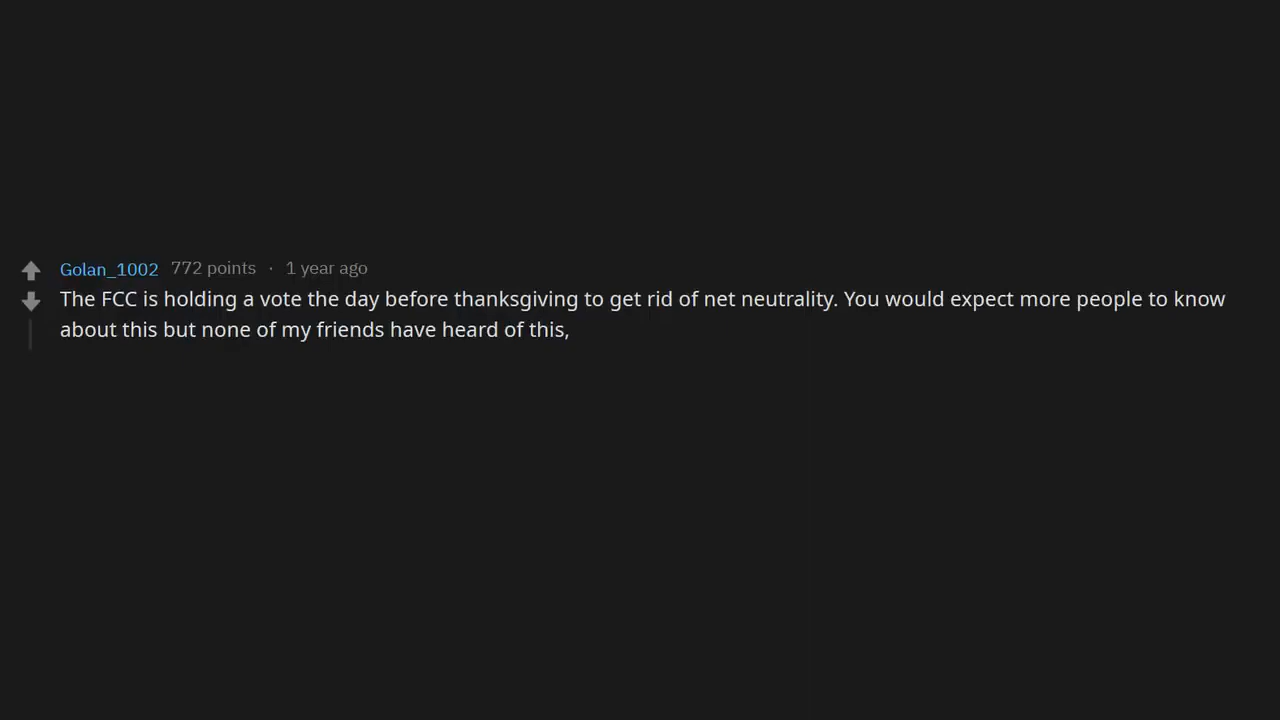 Golan_1002 772 points · 1 year ago
The FCC is holding a vote the day before thanksgiving to get rid of net neutrality. You would expect more people to know
about this but none of my friends have heard of this,